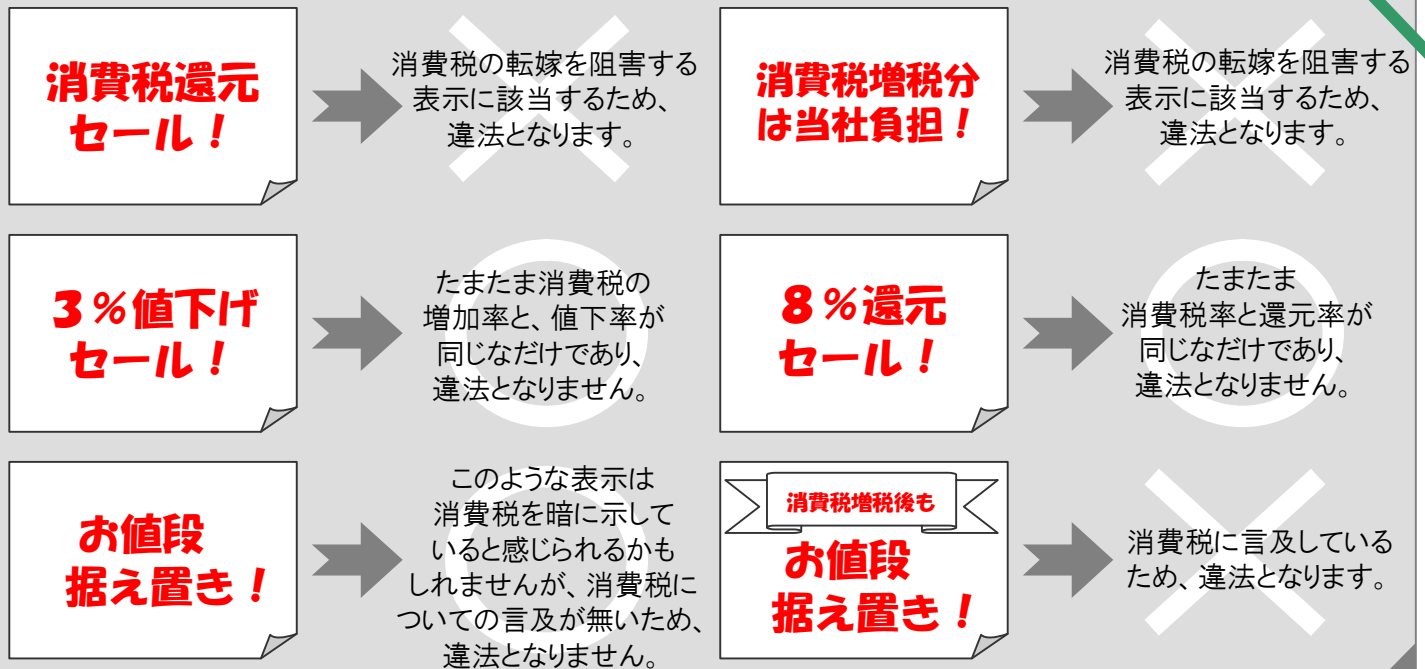 消費税還元
セール！
消費税の転嫁を阻害する
表示に該当するため、
違法となります。
消費税増税分
は当社負担！
消費税の転嫁を阻害する
表示に該当するため、
違法となります。
３％値下げ
セール！
たまたま消費税の
増加率と、値下率が
同じなだけであり、
違法となりません。
８％還元
セール！
たまたま
消費税率と還元率が
同じなだけであり、
違法となりません。
お値段
据え置き！
このような表示は
消費税を暗に示して
いると感じられるかも
しれませんが、消費税に
ついての言及が無いため、
違法となりません。
消費税増税後も
お値段
据え置き！
消費税に言及している
ため、違法となります。